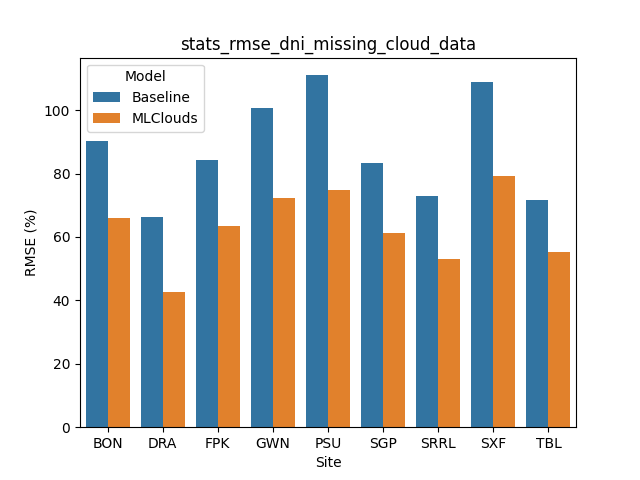 stats_rmse_dni_missing_cloud_data
Model
Baseline
MLClouds
RMSE (%)
100
80
60
40
20
0
BON DRA FPK GWN PSU SGP SRRL SXF TBL
Site